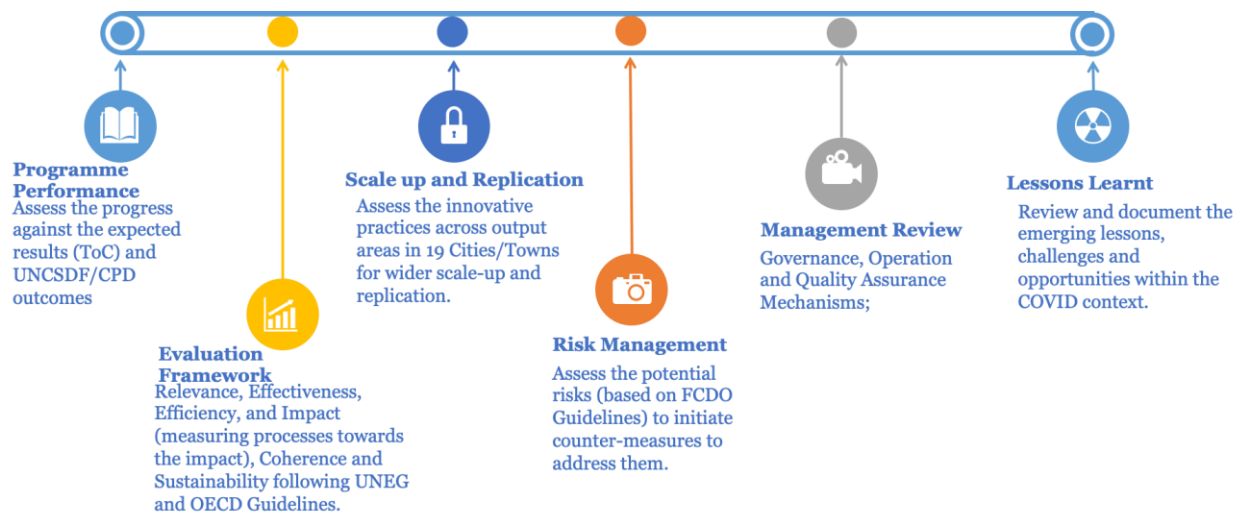 Programme
Performance
Assess the progress
against the expected
results (ToC) and
UNCSDF/CPD
outcomes
Evaluation
Framework
Relevance, Effectiveness,
Efficiency, and Impact
(measuring processes towards
the impact), Coherence and
Sustainability following UNEG
and OECD Guidelines.
Scale up and Replication
Assess the innovative
practices across output
areas in 19 Cities/Towns
for wider scale-up and
replication.
Risk Management
Assess the potential
risks (based on FCDO
Guidelines) to initiate
counter-measures to
address them.
Management Review
Governance, Operation
and Quality Assurance
Mechanisms;
Lessons Learnt
Review and document the
emerging lessons,
challenges and
opportunities within the
COVID context.